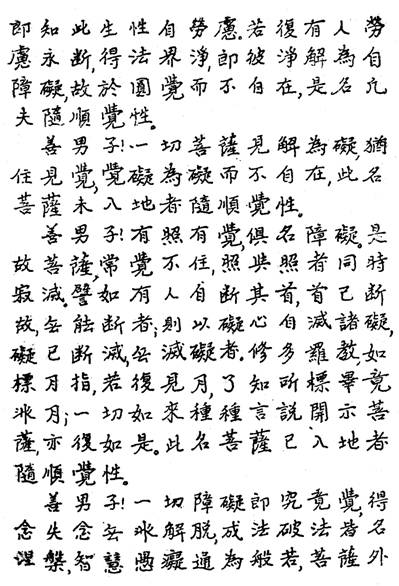 即知此生性自勞慮。若復有人勞
慮永断,得法界淨,即彼淨解為自
障礙,故於圓覺而不自在,是名凡
夫隨順覺性。
善男子!一切菩薩見解為礙,猶
住見覺,覺礙為礙而不自在,此名
菩薩未入地者隨順覺性。
善男子!有照有覺,俱名障礙。是
故菩薩,常覺不住,照與照者同時
寂滅。譬如有人自断其首,首已断
故,无能断者;則以礙心自滅諸礙,
礙已断滅,无滅礙者。修多羅教,如
標月指,若復見月,了知所標畢竟
非月;一切如來種種言說開示菩
薩,亦復如是。此名菩薩已入地者
隨順覺性。
善男子!一切障礙即究竟覺,得
念失念无非解脫,成法破法皆名
涅槃,智慧愚癡通為般若,菩薩外